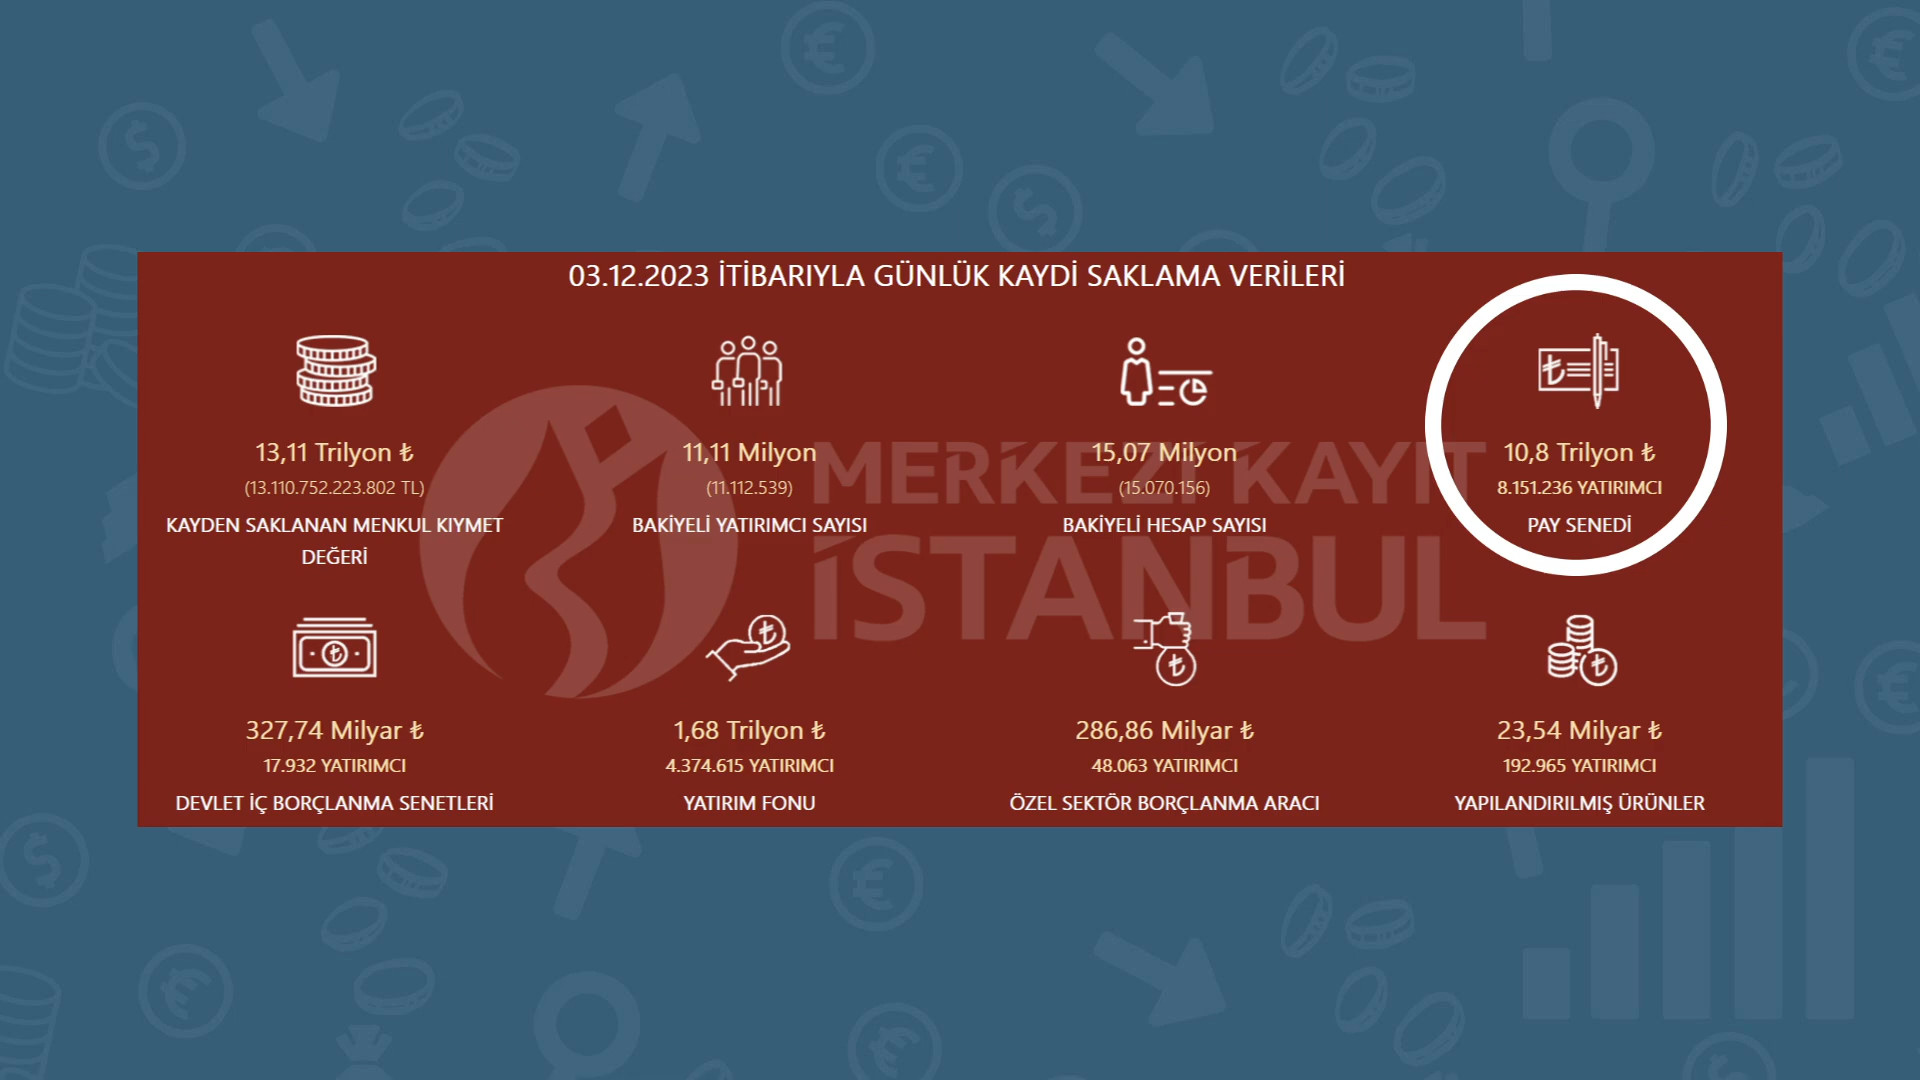 03.12.2023 İTİBARIYLA GÜNLÜK KAYDİ SAKLAMA VERİLERİ
13,11 Trilyon ₺
(13.110.752.223.802 TL)
KAYDEN SAKLANAN MENKUL KIYMET
DEĞERİ
11,11 Milyon
(11.112.539)
BAKİYELİ YATIRIMCI SAYISI
15,07 Milyon
(15.070.156)
BAKİYELİ HESAP SAYISI
10,8 Trilyon ₺
8.151.236 YATIRIMCI
PAY SENEDİ
MERKEZİ KAYIT
İSTANBUL
327,74 Milyar ₺
17.932 YATIRIMCI
DEVLET İÇ BORÇLANMA SENETLERİ
1,68 Trilyon ₺
4.374.615 YATIRIMCI
YATIRIM FONU
286,86 Milyar ₺
48.063 YATIRIMCI
ÖZEL SEKTÖR BORÇLANMA ARACI
23,54 Milyar ₺
192.965 YATIRIMCI
YAPILANDIRILMIŞ ÜRÜNLER